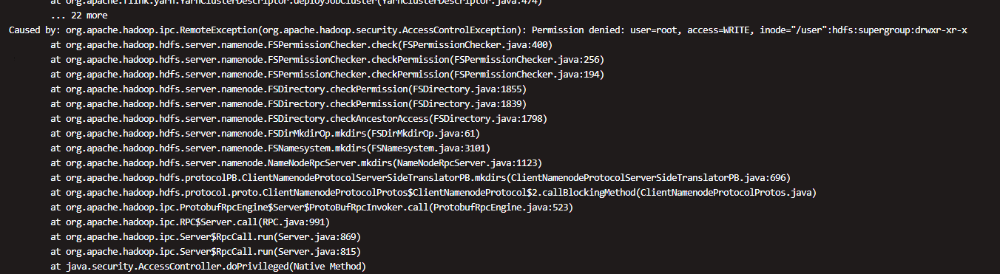 at org.apache.flink.yarn.YarnClusterDescriptor.deployJobCluster(YarnClusterDescriptor.java:474)
... 22 more
Caused by: org.apache.hadoop.ipc.RemoteException(org.apache.hadoop.security.AccessControlException): Permission denied: user=root, access=WRITE, inode="/user":hdfs:supergroup:drwxr-xr-x
at org.apache.hadoop.hdfs.server.namenode.FSPermissionChecker.check(FSPermissionChecker.java:400)
at org.apache.hadoop.hdfs.server.namenode.FSPermissionChecker.checkPermission(FSPermissionChecker.java:256)
at org.apache.hadoop.hdfs.server.namenode.FSPermissionChecker.checkPermission(FSPermissionChecker.java:194)
at org.apache.hadoop.hdfs.server.namenode.FSDirectory.checkPermission(FSDirectory.java:1855)
at org.apache.hadoop.hdfs.server.namenode.FSDirectory.checkPermission(FSDirectory.java:1839)
at org.apache.hadoop.hdfs.server.namenode.FSDirectory.checkAncestorAccess(FSDirectory.java:1798)
at org.apache.hadoop.hdfs.server.namenode.FSDirMkdirOp.mkdirs(FSDirMkdirOp.java:61)
at org.apache.hadoop.hdfs.server.namenode.FSNamesystem.mkdirs(FSNamesystem.java:3101)
at org.apache.hadoop.hdfs.server.namenode.NameNodeRpcServer.mkdirs(NameNodeRpcServer.java:1123)
at org.apache.hadoop.hdfs.protocolPB.ClientNamenodeProtocolServerSideTranslatorPB.mkdirs(ClientNamenodeProtocolServerSideTranslatorPB.java:696)
at org.apache.hadoop.hdfs.protocol.proto.ClientNamenodeProtocolProtos$ClientNamenodeProtocol$2.callBlockingMethod(ClientNamenodeProtocolProtos.java)
at org.apache.hadoop.ipc.ProtobufRpcEngine$Server$ProtoBufRpcInvoker.call(ProtobufRpcEngine.java:523)
at org.apache.hadoop.ipc.RPC$Server.call(RPC.java:991)
at org.apache.hadoop.ipc.Server$RpcCall.run(Server.java:869)
at org.apache.hadoop.ipc.Server$RpcCall.run(Server.java:815)
at java.security.AccessController.doPrivileged(Native Method)